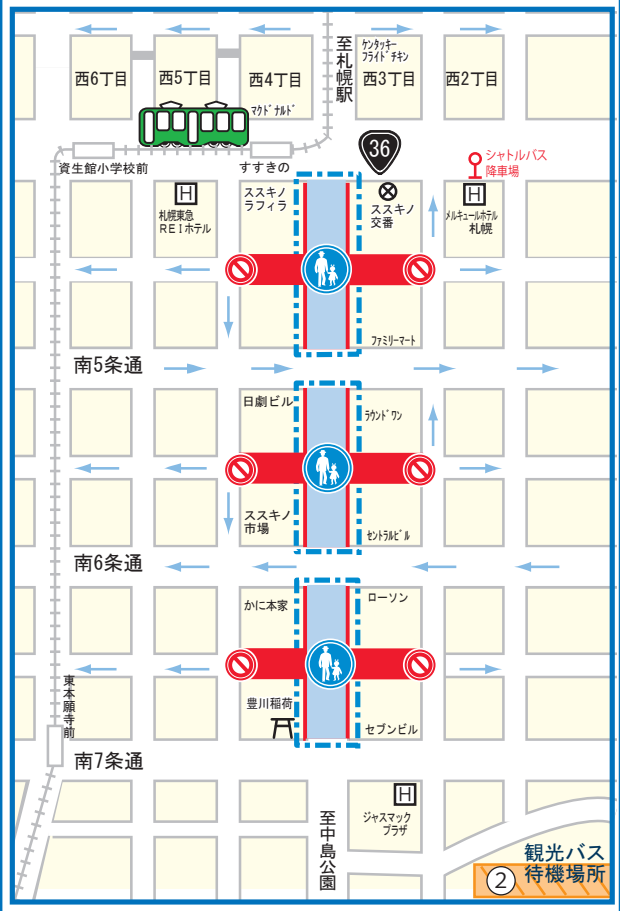 至札幌駅
ケンタッキー
フライドチキン
西6丁目
西5丁目
西4丁目
西3丁目
西2丁目
マクドナルド
36
資生館小学校前
すすきの
シャトルバス
降車場
H
札幌東急
REIホテル
ススキノ
ラフィラ
ススキノ
交番
H
メルキュールホテル
札幌
ファミリーマート
南5条通
日劇ビル
ラウンドワン
ススキノ
市場
セントラルビル
南6条通
かに本家
ローソン
東本願寺前
豊川稲荷
セブンビル
南7条通
H
ジャスマック
プラザ
至中島公園
観光バス
待機場所
2